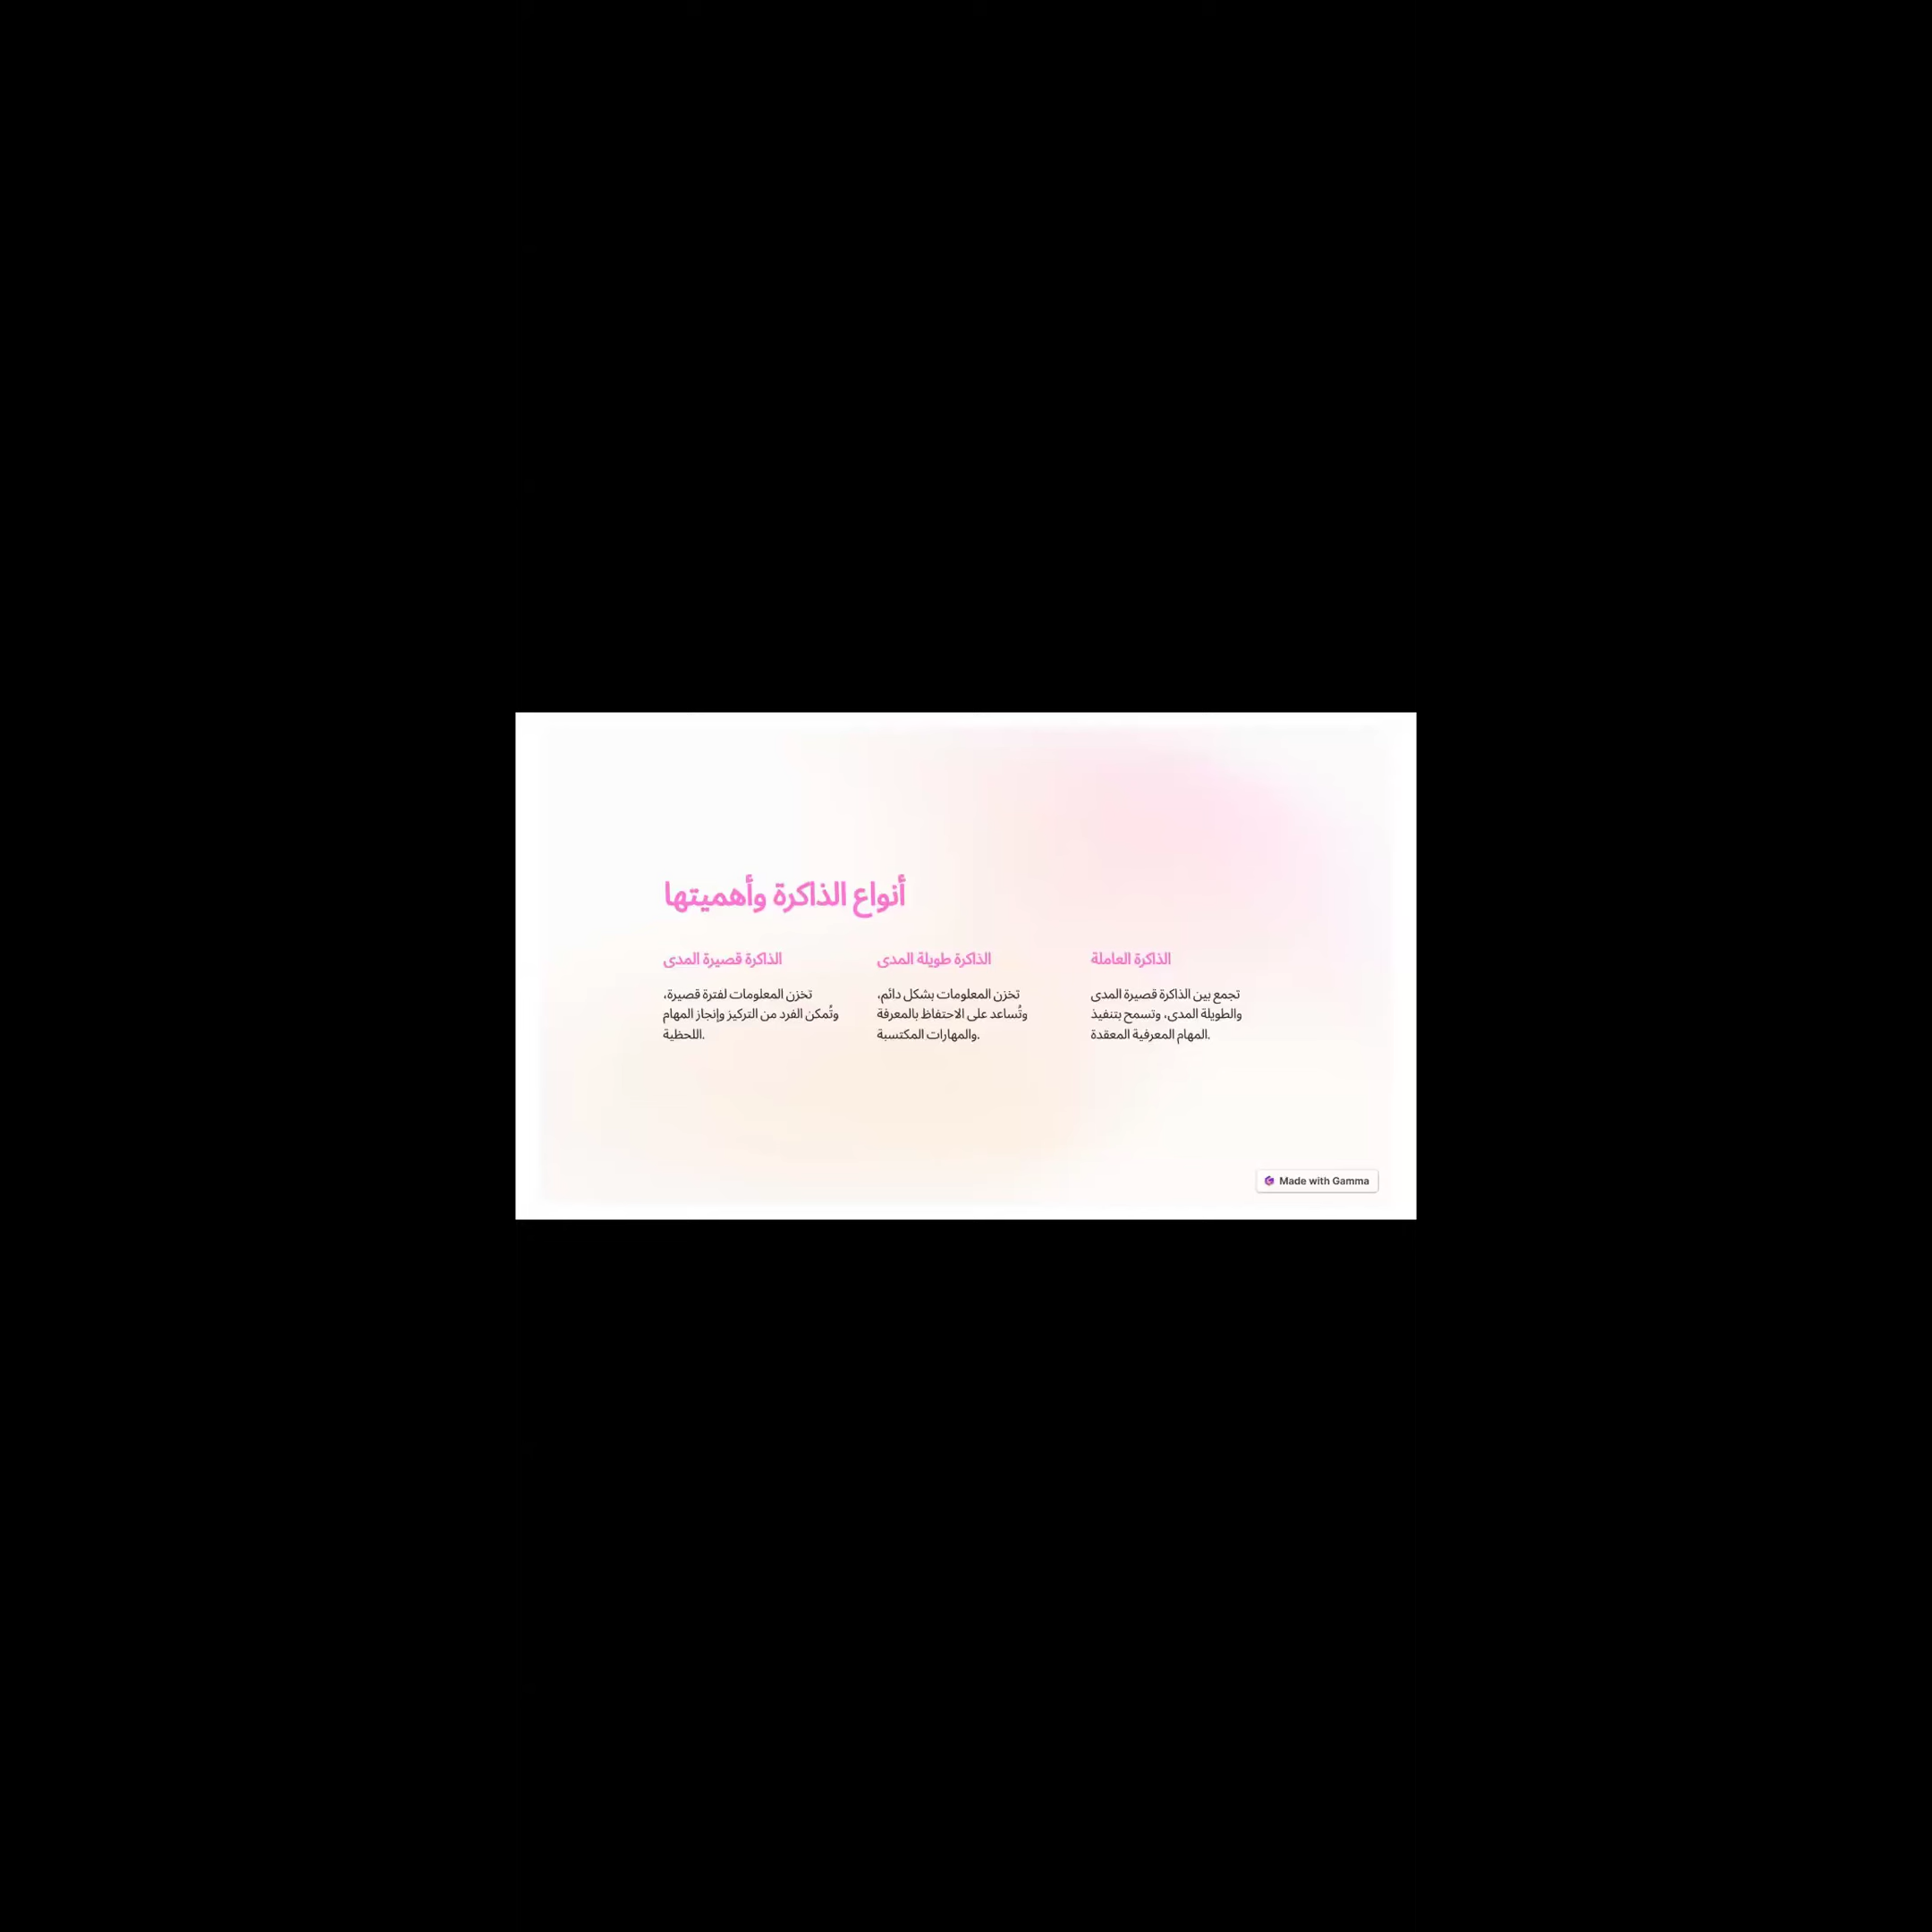 أنواع الذاكرة وأهميتها
الذاكرة قصيرة المدى
تخزن المعلومات لفترة قصيرة،
وتُمكن الفرد من التركيز وإنجاز المهام
اللحظية.
الذاكرة طويلة المدى
تخزن المعلومات بشكل دائم،
وتُساعد على الاحتفاظ بالمعرفة
والمهارات المكتسبة.
الذاكرة العاملة
تجمع بين الذاكرة قصيرة المدى
والطويلة المدى، وتسمح بتنفيذ
المهام المعرفية المعقدة.
Made with Gamma